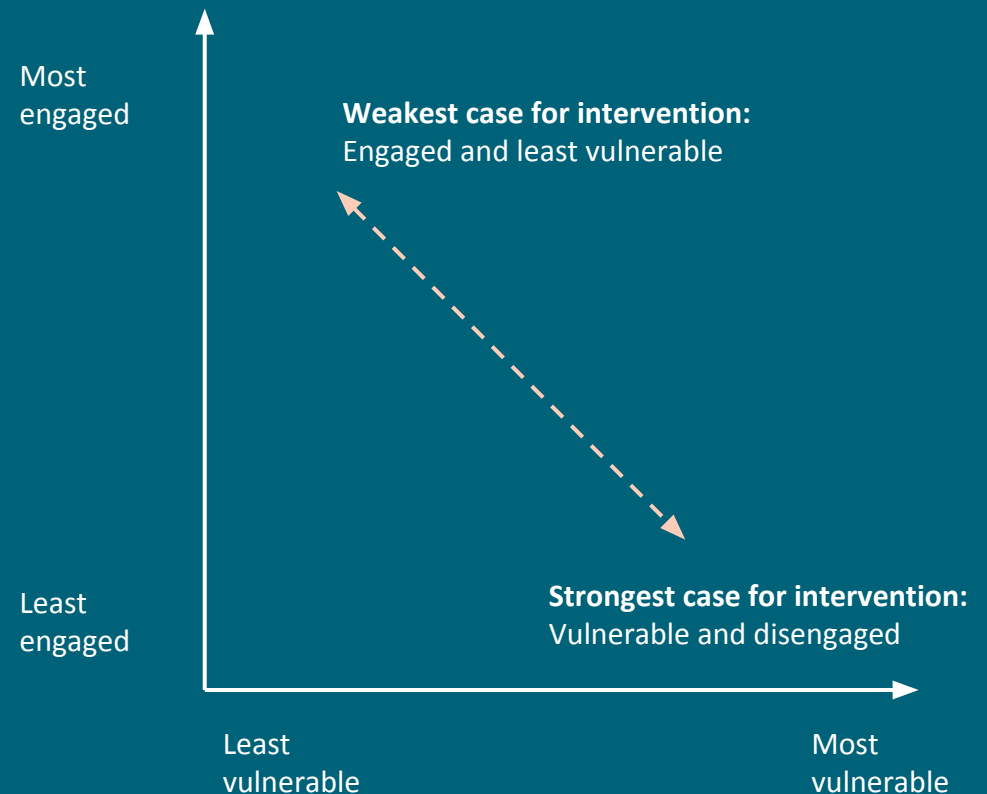 Most
engaged
Weakest case for intervention:
Engaged and least vulnerable
Least
engaged
Strongest case for intervention:
Vulnerable and disengaged
Least
vulnerable
Most
vulnerable